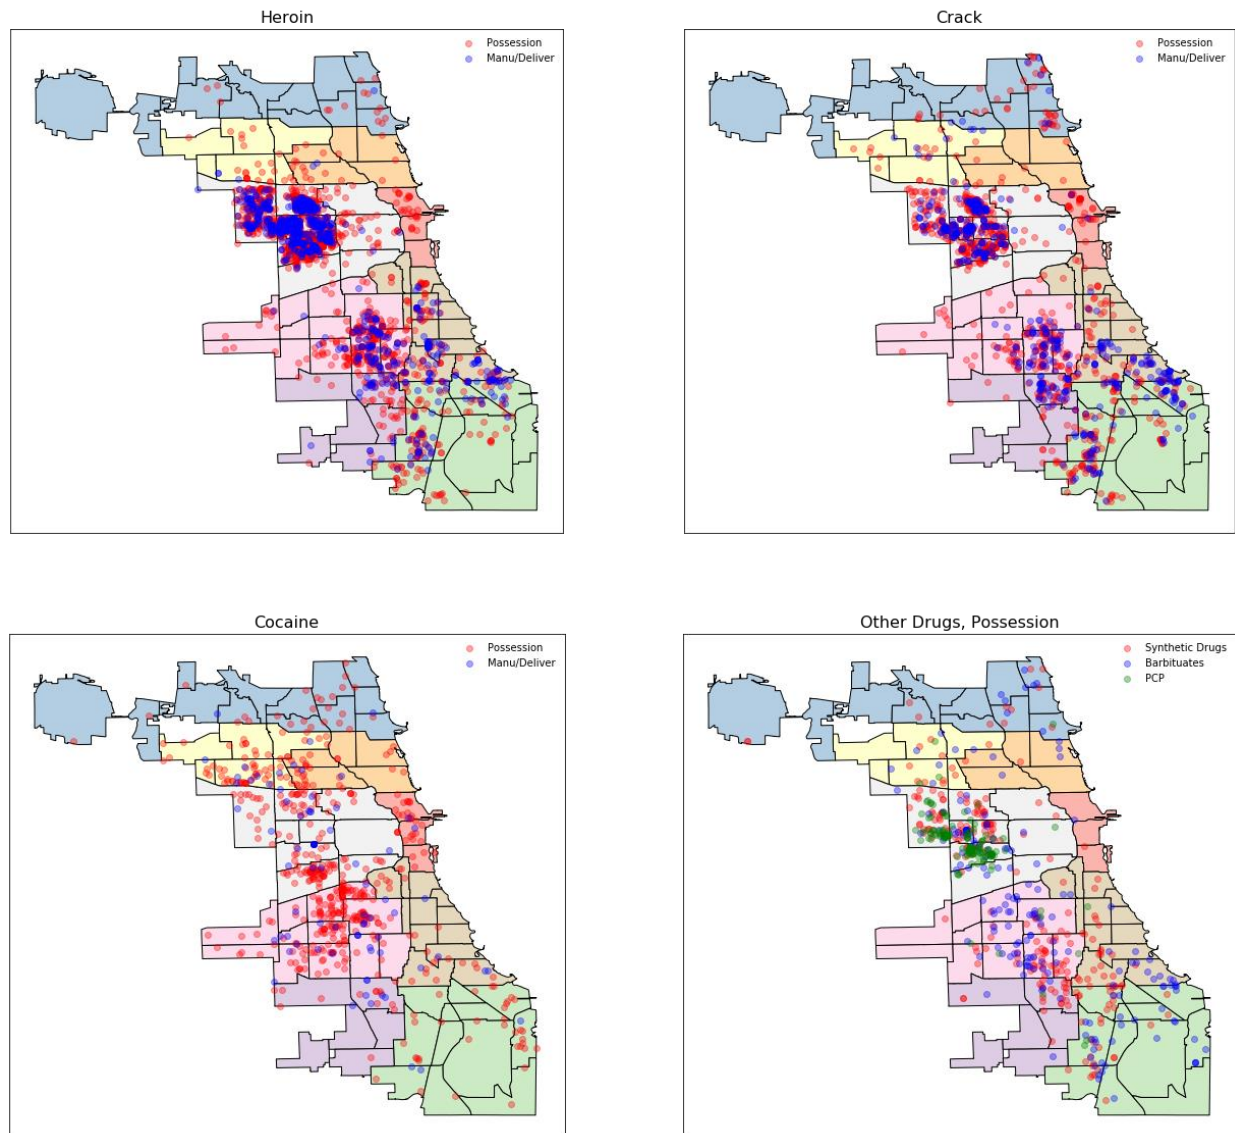 Heroin
Possession
Manu/Deliver
Crack
Possession
Manu/Deliver
Cocaine
Possession
Manu/Deliver
Other Drugs, Possession
Synthetic Drugs
Barbituates
PCP